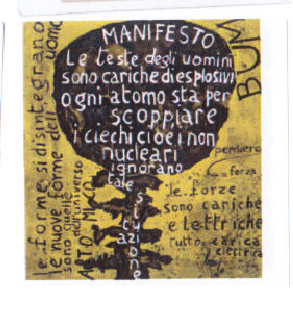 MANIFESTO
Le teste degli uomini
sono cariche di esplosivi
ogni atomo sta per
scoppiare
i ciechi cioè i non
nucleari
ignorano
tale
situazione
BUM
le forme si disintegrano
le nuove forme dell uomo
sono quelle
dell'universo
pensiero
forza
le forze
sono cariche
elettriche
tutto carica
elettrica